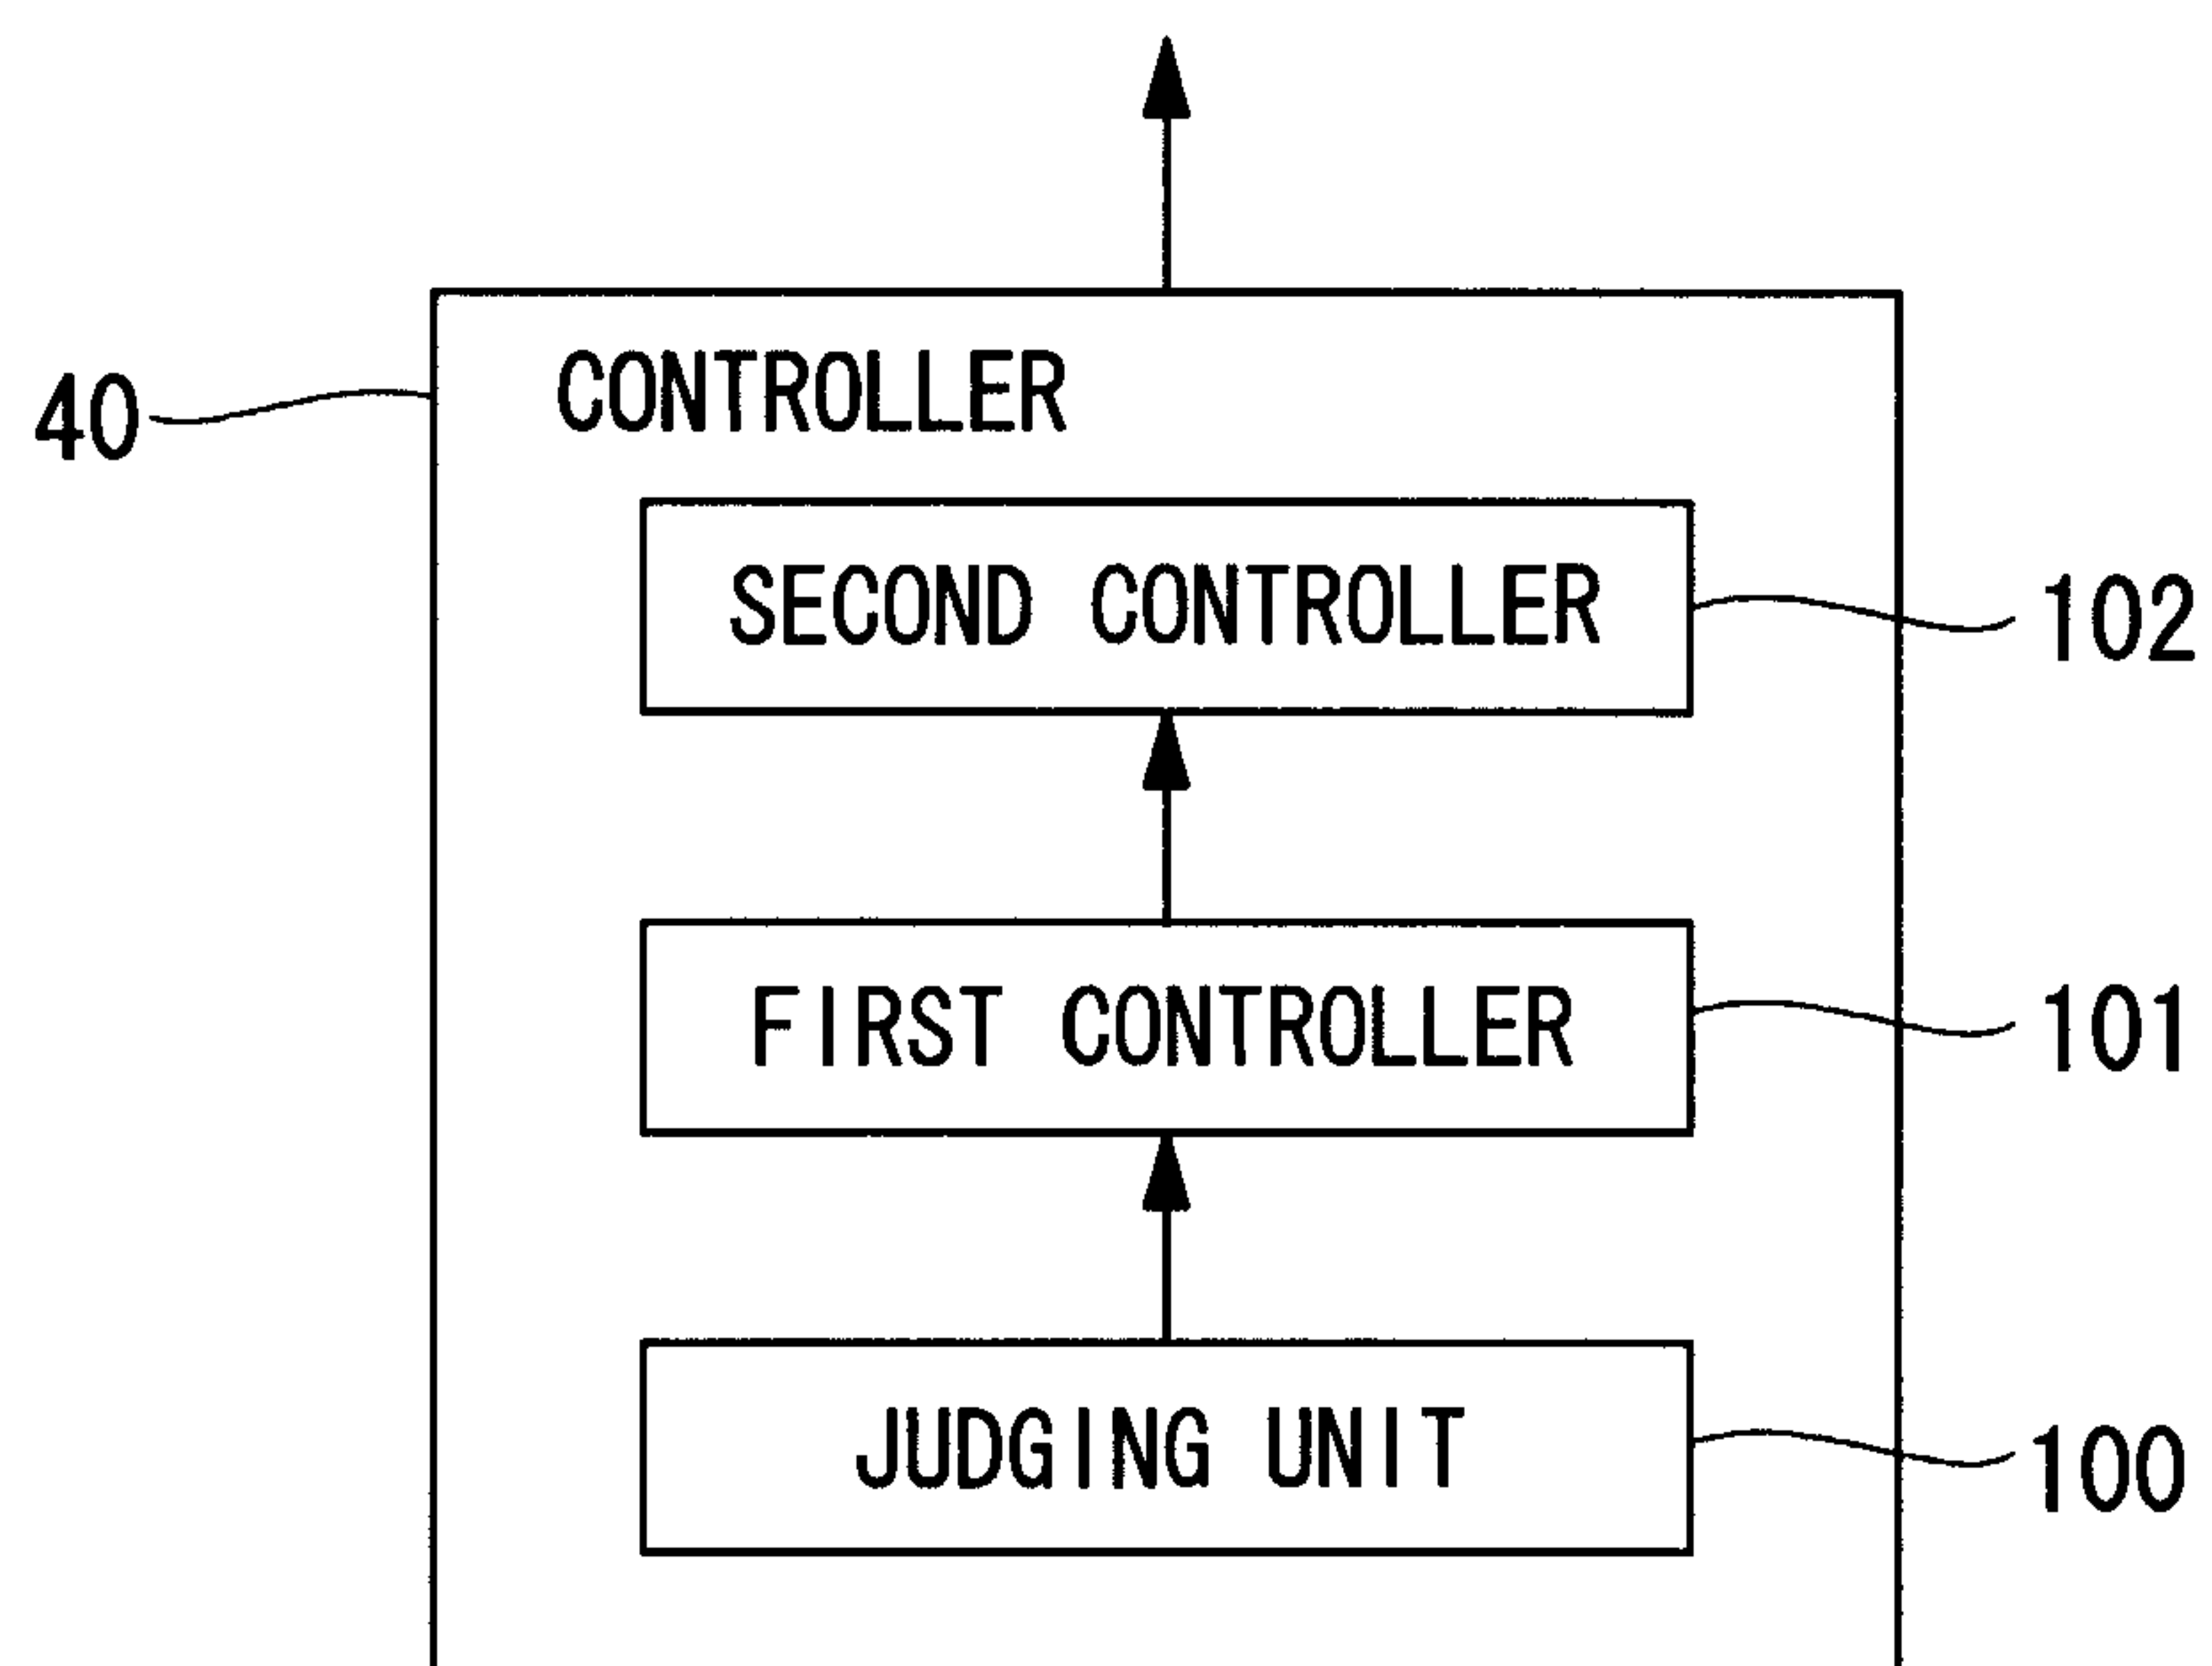 40
CONTROLLER
SECOND CONTROLLER
102
FIRST CONTROLLER
101
JUDGING UNIT
100